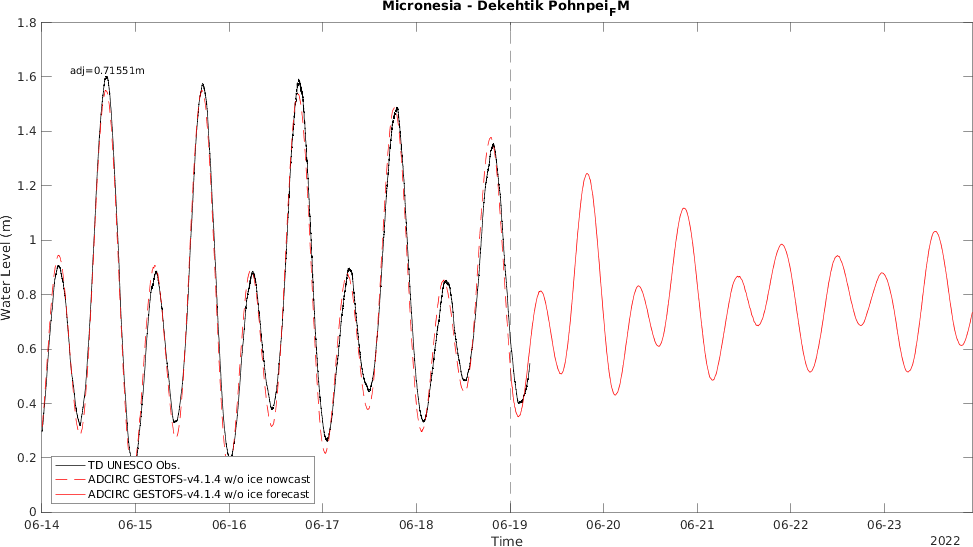 Micronesia - Dekehtik PohnpeiFM
1.8
adj=0.71551m
1.6
1.4
1.2
1
0.8
0.6
0.4
0.2
0
Water Level (m)
TD UNESCO Obs.
ADCIRC GESTOFS-v4.1.4 w/o ice nowcast
ADCIRC GESTOFS-v4.1.4 w/o ice forecast
06-14 06-15 06-16 06-17 06-18 06-19 06-20 06-21 06-22 06-23
Time
2022